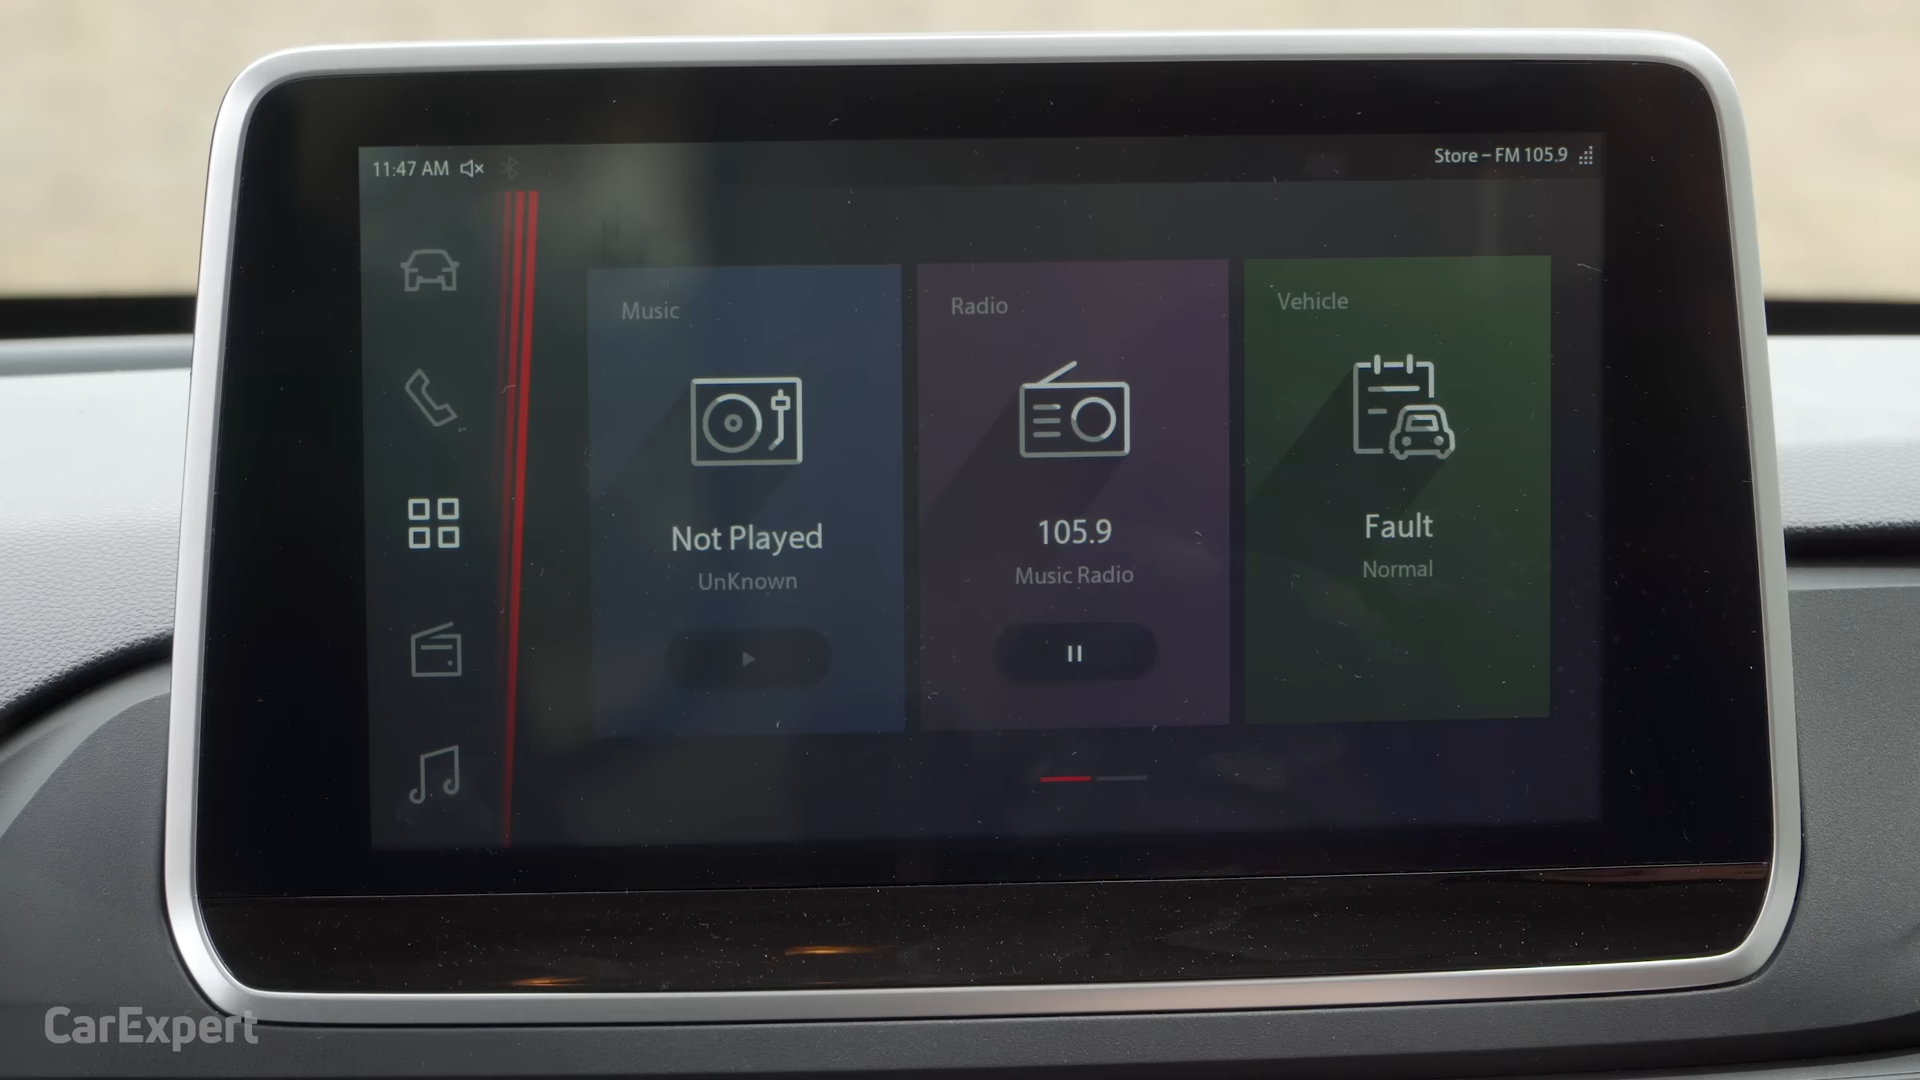 11:47 AM
Store – FM 105.9
Music
Not Played
UnKnown
Radio
105.9
Music Radio
Vehicle
Fault
Normal
CarExpert